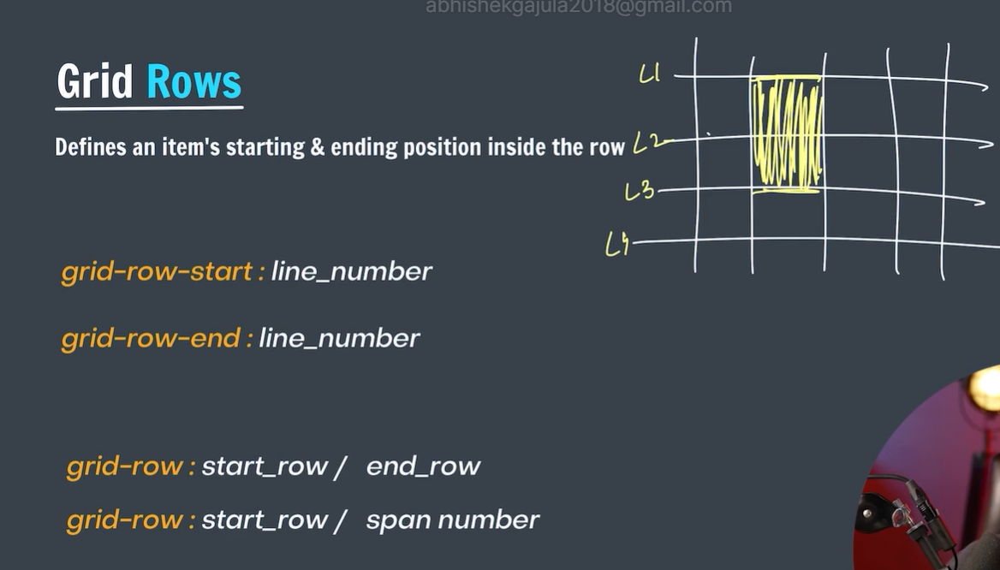 abhishekgajula2018@gmail.com
Grid Rows
Defines an item's starting & ending position inside the row
L1
L2
L3
L4
grid-row-start : line_number
grid-row-end : line_number
grid-row : start_row / end_row
grid-row : start_row / span number